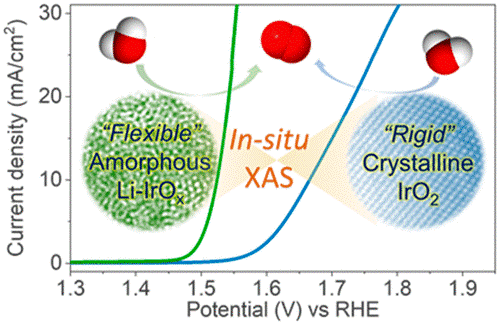 Current density (mA/cm²)
30
20
10
0
"Flexible"
Amorphous
Li-IrOₓ
In-situ
XAS
"Rigid"
Crystalline
IrO₂
1.3 1.4 1.5 1.6 1.7 1.8 1.9
Potential (V) vs RHE